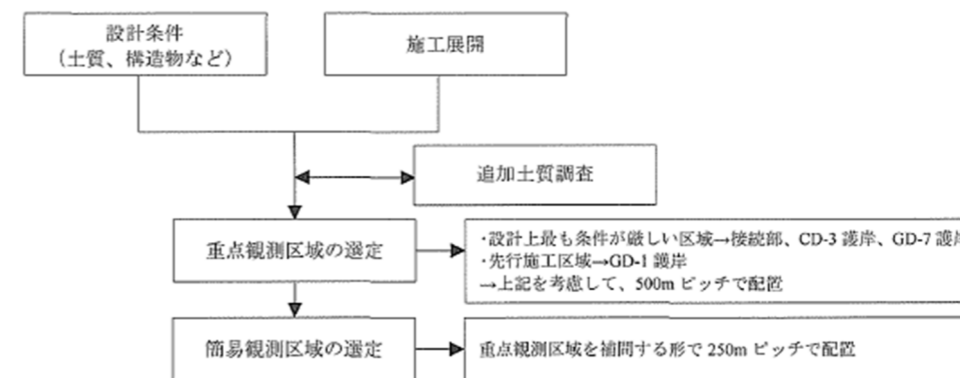 設計条件
(土質、構造物など)
施工展開
追加土質調査
重点観測区域の選定
・設計上最も条件が厳しい区域→接続部、CD-3 護岸、GD-7 護岸
・先行施工区域→GD-1 護岸
→上記を考慮して、500m ピッチで配置
簡易観測区域の選定
重点観測区域を補間する形で 250m ピッチで配置